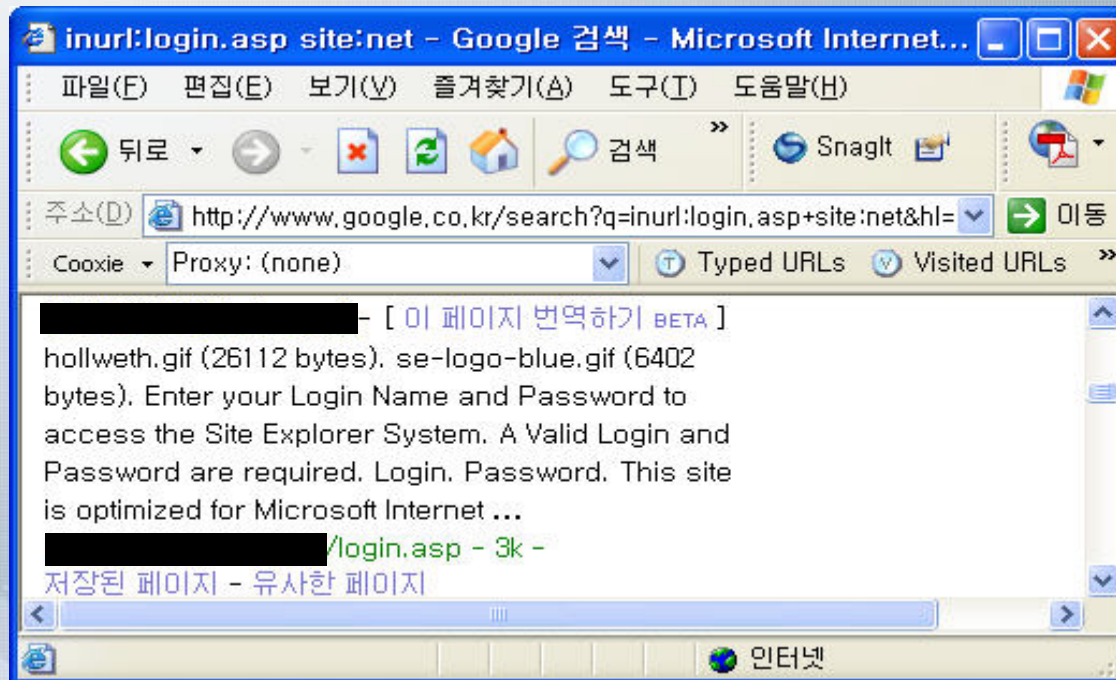 inurl:login.asp site:net - Google 검색 - Microsoft Internet...
파일(F) 편집(E) 보기(V) 즐겨찾기(A) 도구(T) 도움말(H)
뒤로 검색 » SnagIt
주소(D) http://www.google.co.kr/search?q=inurl:login.asp+site:net&hl= 이동
Cooxie Proxy: (none) Typed URLs Visited URLs »
- [ 이 페이지 번역하기 BETA ]
hollweth.gif (26112 bytes). se-logo-blue.gif (6402
bytes). Enter your Login Name and Password to
access the Site Explorer System. A Valid Login and
Password are required. Login. Password. This site
is optimized for Microsoft Internet ...
/login.asp - 3k -
저장된 페이지 - 유사한 페이지
인터넷